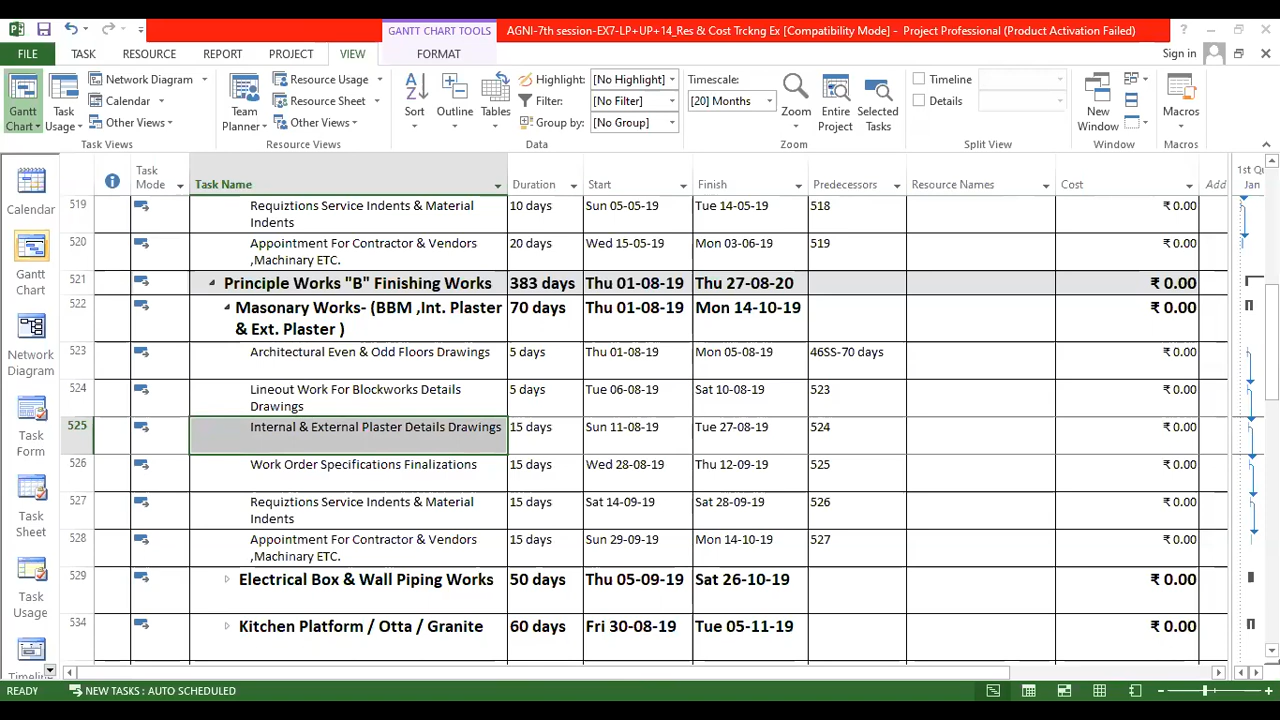 GANTT CHART TOOLS
AGNI-7th session-EX7-LP+UP+14_Res & Cost Trckng Ex [Compatibility Mode] - Project Professional (Product Activation Failed)
FILE TASK RESOURCE REPORT PROJECT VIEW FORMAT Sign in
Gantt Chart
Task Usage
Network Diagram
Calendar
Other Views
Task Views
Team Planner
Resource Usage
Resource Sheet
Other Views
Resource Views
Sort
Outline
Tables
Highlight: [No Highlight]
Filter: [No Filter]
Group by: [No Group]
Data
Timescale:
[20] Months
Zoom
Entire Project
Selected Tasks
Zoom
Timeline
Details
Split View
New Window
Window
Macros
Macros
Calendar
Gantt Chart
Network Diagram
Task Form
Task Sheet
Task Usage
Timeline
Task Mode Task Name Duration Start Finish Predecessors Resource Names Cost Add 1st Qu
Jan
519 Requiztions Service Indents & Material 10 days Sun 05-05-19 Tue 14-05-19 518 ₹ 0.00
Indents
520 Appointment For Contractor & Vendors 20 days Wed 15-05-19 Mon 03-06-19 519 ₹ 0.00
,Machinary ETC.
521 Principle Works "B" Finishing Works 383 days Thu 01-08-19 Thu 27-08-20 ₹ 0.00
522 Masonary Works- (BBM ,Int. Plaster 70 days Thu 01-08-19 Mon 14-10-19 ₹ 0.00
& Ext. Plaster )
523 Architectural Even & Odd Floors Drawings 5 days Thu 01-08-19 Mon 05-08-19 46SS-70 days ₹ 0.00
524 Lineout Work For Blockworks Details 5 days Tue 06-08-19 Sat 10-08-19 523 ₹ 0.00
Drawings
525 Internal & External Plaster Details Drawings 15 days Sun 11-08-19 Tue 27-08-19 524 ₹ 0.00
526 Work Order Specifications Finalizations 15 days Wed 28-08-19 Thu 12-09-19 525 ₹ 0.00
527 Requiztions Service Indents & Material 15 days Sat 14-09-19 Sat 28-09-19 526 ₹ 0.00
Indents
528 Appointment For Contractor & Vendors 15 days Sun 29-09-19 Mon 14-10-19 527 ₹ 0.00
,Machinary ETC.
529 Electrical Box & Wall Piping Works 50 days Thu 05-09-19 Sat 26-10-19 ₹ 0.00
534 Kitchen Platform / Otta / Granite 60 days Fri 30-08-19 Tue 05-11-19 ₹ 0.00
READY NEW TASKS : AUTO SCHEDULED